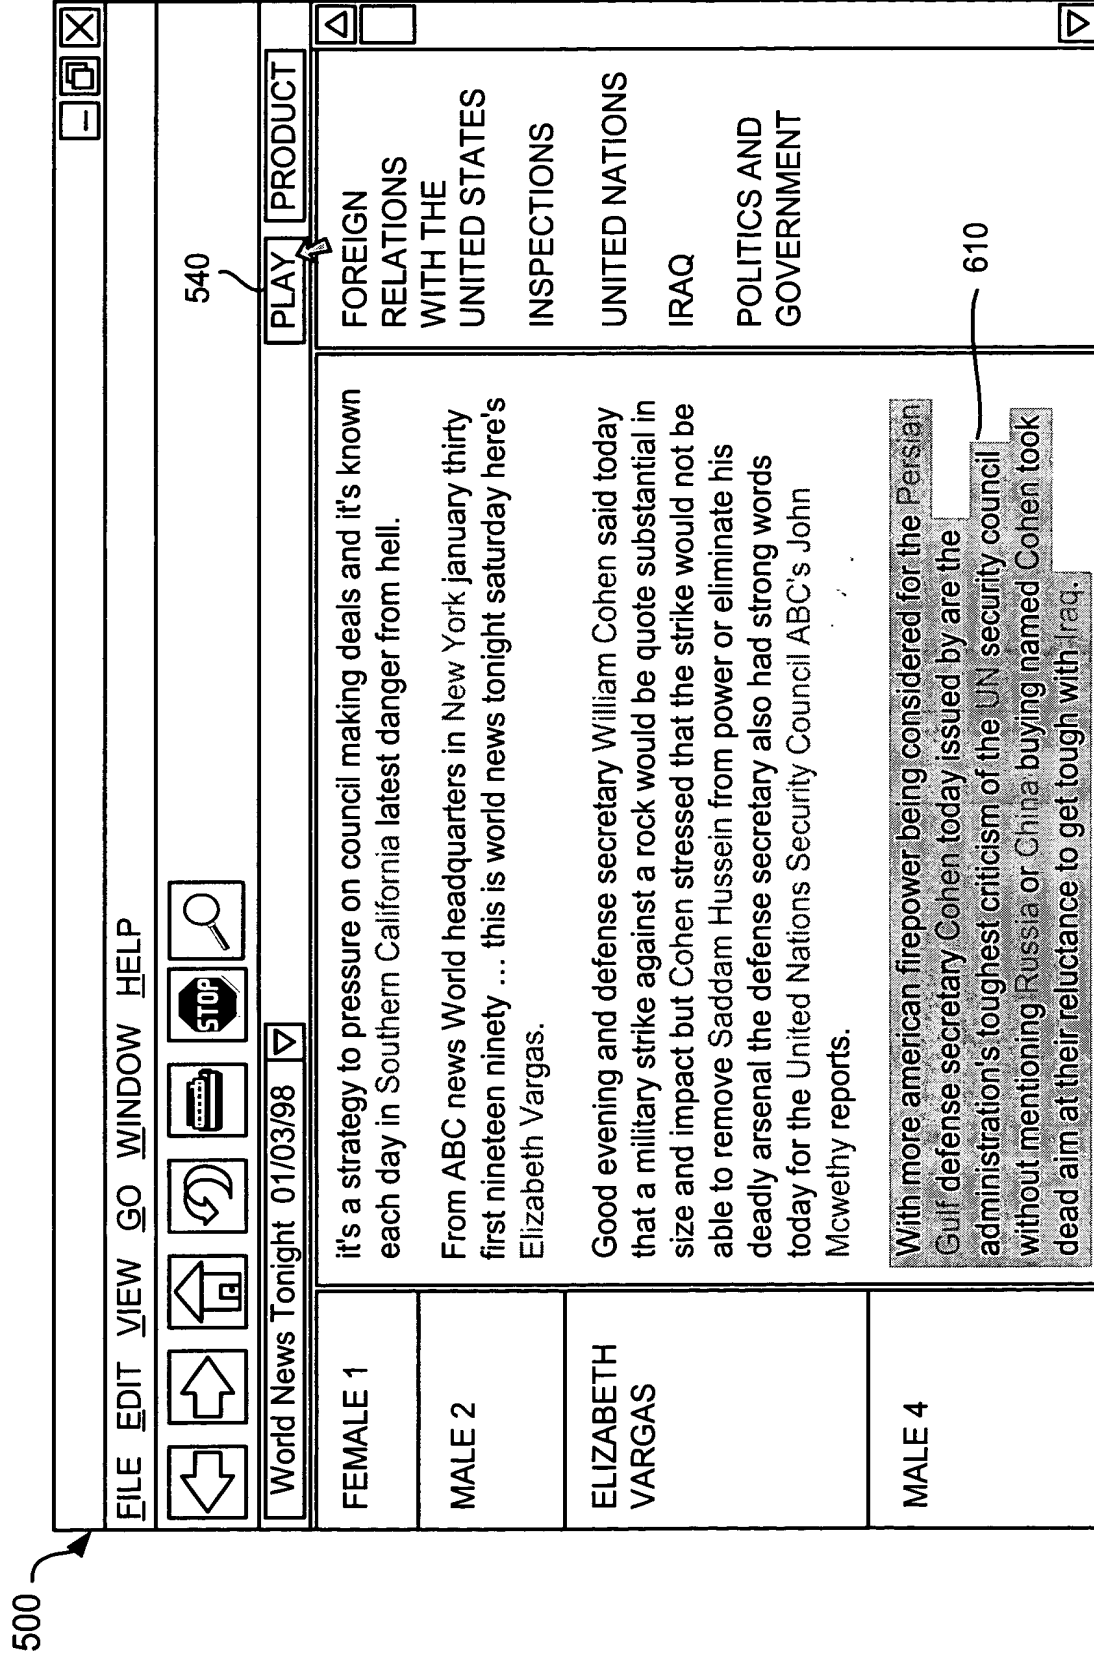 500
FILE EDIT VIEW GO WINDOW HELP
STOP
540
World News Tonight 01/03/98
PLAY
PRODUCT
FEMALE 1
it's a strategy to pressure on council making deals and it's known
each day in Southern California latest danger from hell.
MALE 2
From ABC news World headquarters in New York january thirty
first nineteen ninety ... this is world news tonight saturday here's
Elizabeth Vargas.
ELIZABETH
VARGAS
Good evening and defense secretary William Cohen said today
that a military strike against a rock would be quote substantial in
size and impact but Cohen stressed that the strike would not be
able to remove Saddam Hussein from power or eliminate his
deadly arsenal the defense secretary also had strong words
today for the United Nations Security Council ABC's John
Mcwethy reports.
MALE 4
With more american firepower being considered for the Persian
Gulf defense secretary Cohen today issued by are the
administration's toughest criticism of the UN security council
without mentioning Russia or China buying named Cohen took
dead aim at their reluctance to get tough with Iraq.
FOREIGN
RELATIONS
WITH THE
UNITED STATES
INSPECTIONS
UNITED NATIONS
IRAQ
POLITICS AND
GOVERNMENT
610